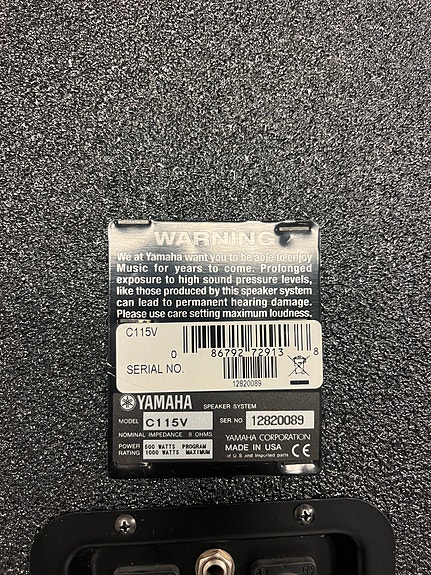 WARNING
We at Yamaha want you to be able to enjoy
Music for years to come. Prolonged
exposure to high sound pressure levels,
like those produced by this speaker system
can lead to permanent hearing damage.
Please use care setting maximum loudness.
C115V
0 86792 72913 8
SERIAL NO.
12820089
YAMAHA SPEAKER SYSTEM
MODEL C115V SER NO 12820089
NOMINAL IMPEDANCE 8 OHMS
YAMAHA CORPORATION
POWER RATING 500 WATTS PROGRAM
1000 WATTS MAXIMUM
MADE IN USA CE
of U.S and imported parts